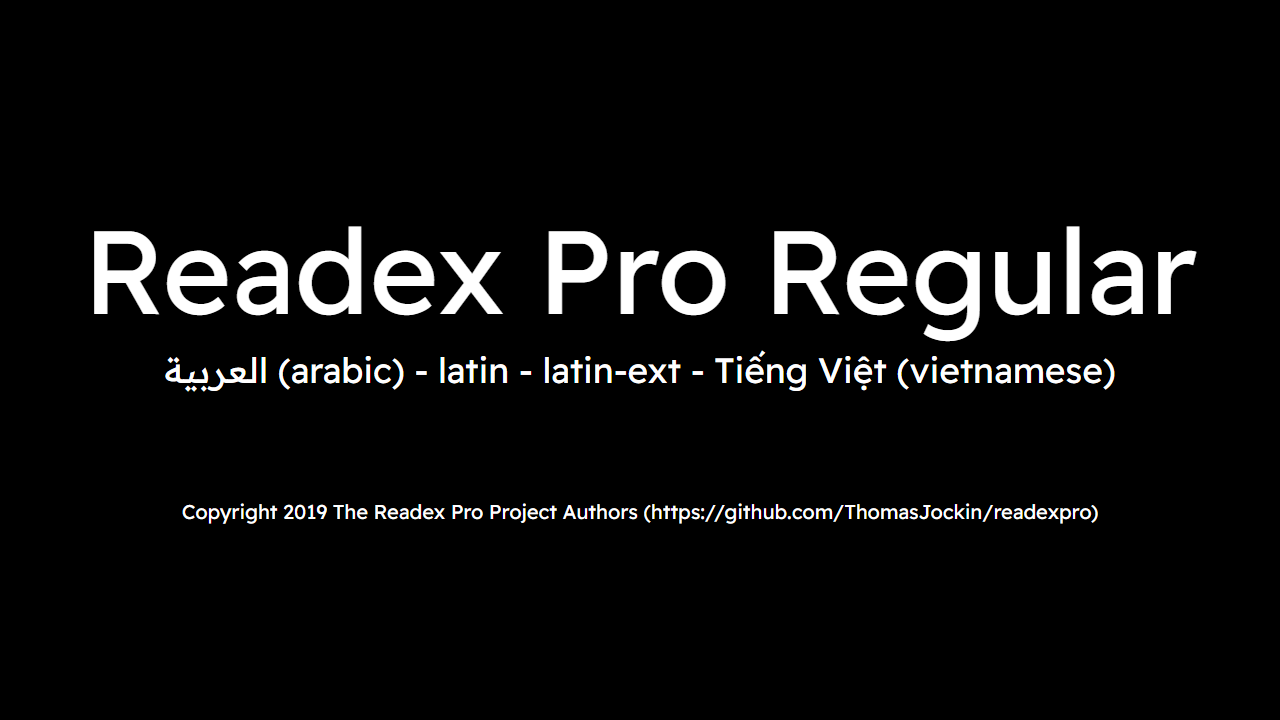 Readex Pro Regular
العربية (arabic) - latin - latin-ext - Tiếng Việt (vietnamese)
Copyright 2019 The Readex Pro Project Authors (https://github.com/ThomasJockin/readexpro)